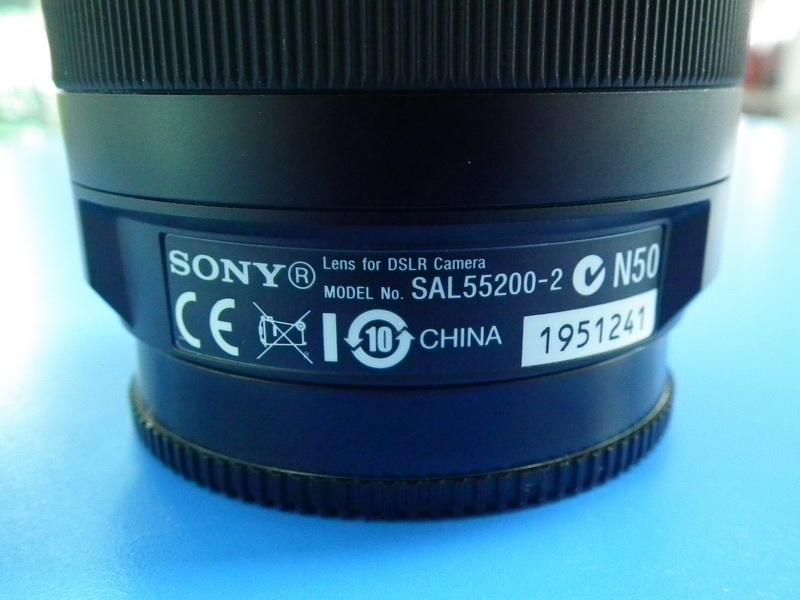 SONY® Lens for DSLR Camera
MODEL No. SAL55200-2 N50
CE 10 CHINA 1951241